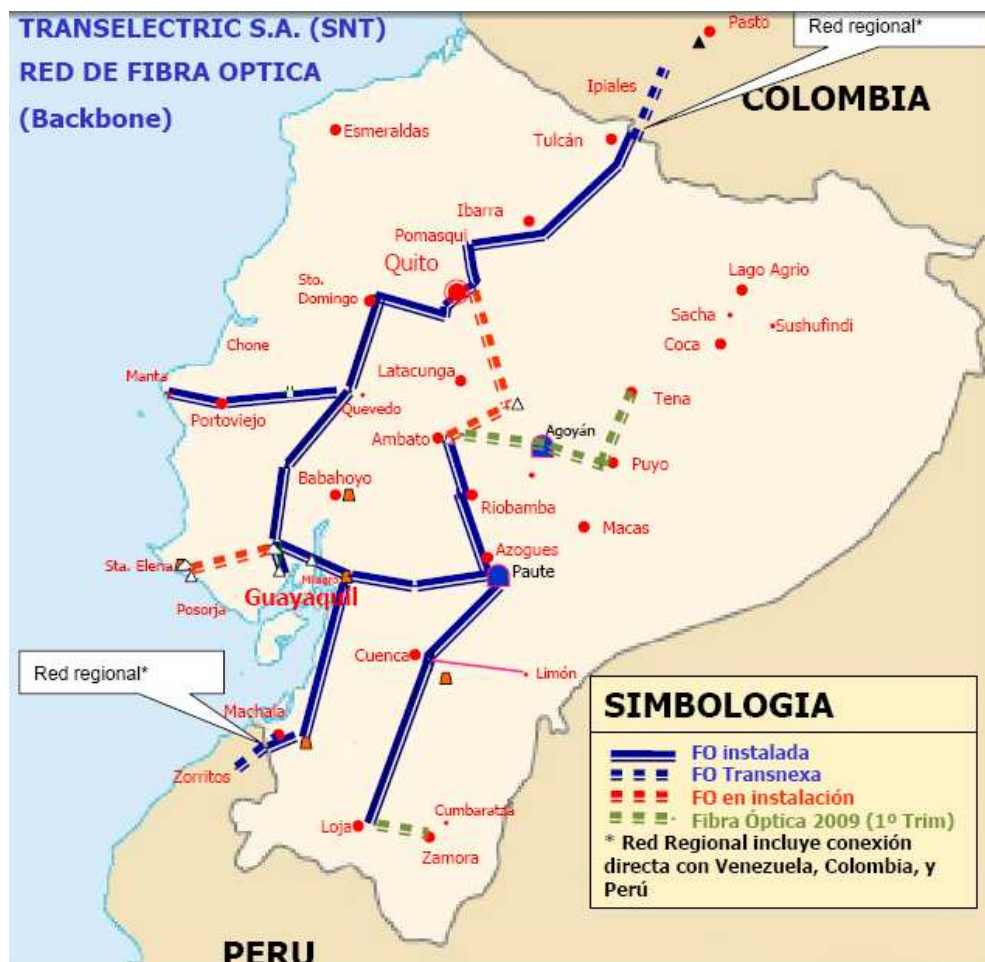 TRANSELECTRIC S.A. (SNT)
RED DE FIBRA OPTICA
(Backbone)
Red regional*
Pasto
Ipiales
COLOMBIA
Esmeraldas
Tulcán
Ibarra
Pomasqui
Quito
Sto.
Domingo
Lago Agrio
Sacha
Sushufindi
Coca
Chone
Manta
Latacunga
Quevedo
Tena
Portoviejo
Ambato
Agoyán
Puyo
Babahoyo
Riobamba
Macas
Azogues
Sta. Elena
Milagro
Paute
Guayaquil
Posorja
Cuenca
Limón
Red regional*
Machala
Zorritos
Loja
Cumbaratza
Zamora
PERU
SIMBOLOGIA
FO instalada
FO Transnexa
FO en instalación
Fibra Óptica 2009 (1º Trim)
* Red Regional incluye conexión
directa con Venezuela, Colombia, y
Perú